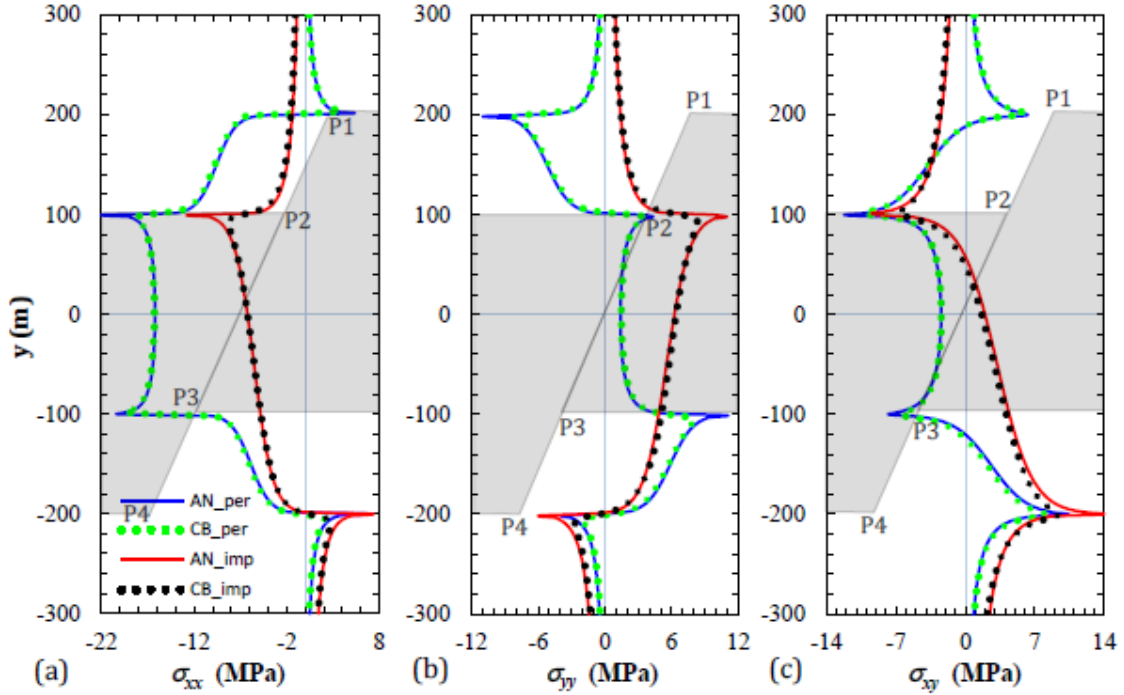 300
200
100
0
-100
-200
-300
y (m)
P1
P2
P3
P4
AN_per
CB_per
AN_imp
CB_imp
-22 -12 -2 8
(a) σxx (MPa)
300
200
100
0
-100
-200
-300
P1
P2
P3
P4
-12 -6 0 6 12
(b) σyy (MPa)
300
200
100
0
-100
-200
-300
P1
P2
P3
P4
-14 -7 0 7 14
(c) σxy (MPa)